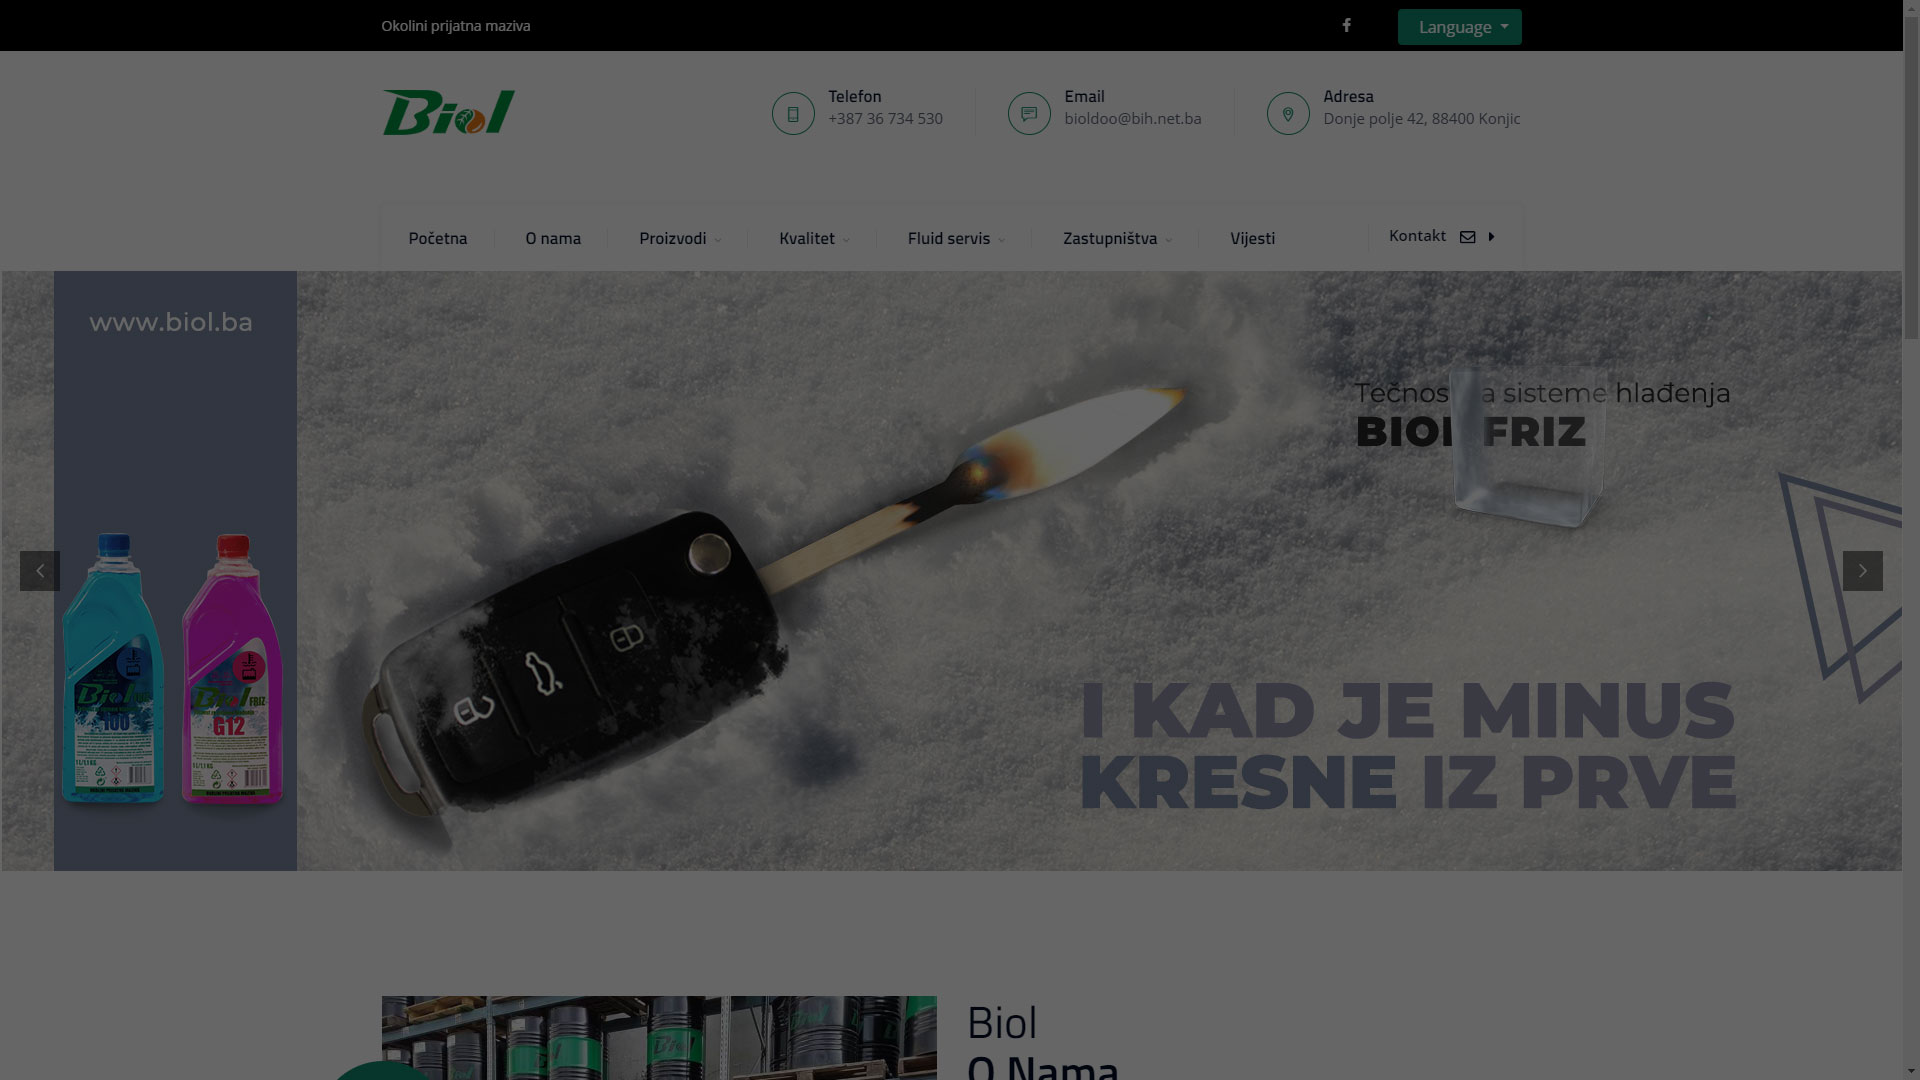 Okolini prijatna maziva
Language
Biol
Telefon
+387 36 734 530
Email
bioldoo@bih.net.ba
Adresa
Donje polje 42, 88400 Konjic
Početna
O nama
Proizvodi
Kvalitet
Fluid servis
Zastupništva
Vijesti
Kontakt
www.biol.ba
Tečnos a sisteme hlađenja
BIOL FRIZ
Biol
100
Biol FRIZ
G12
I KAD JE MINUS
KRESNE IZ PRVE
Biol
Biol
O Nama